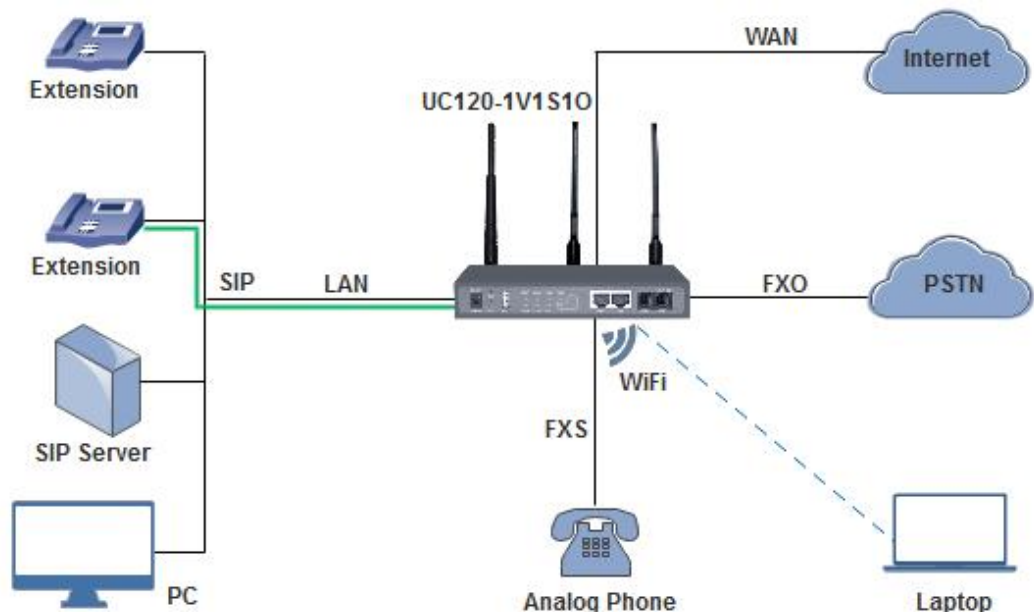 WAN
Internet
Extension
UC120-1V1S1O
Extension
SIP
LAN
FXO
PSTN
WiFi
FXS
SIP Server
PC
Analog Phone
Laptop